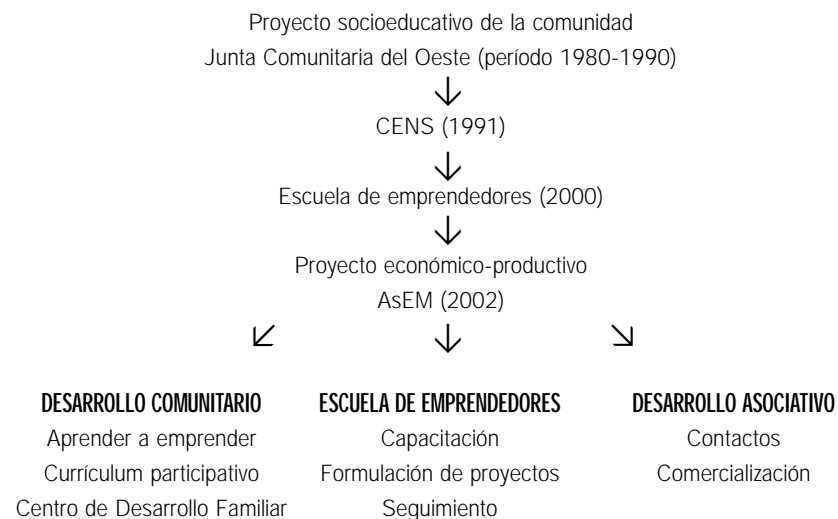 Proyecto socioeducativo de la comunidad
Junta Comunitaria del Oeste (período 1980-1990)
CENS (1991)
Escuela de emprendedores (2000)
Proyecto económico-productivo
AsEM (2002)
DESARROLLO COMUNITARIO
Aprender a emprender
Currículum participativo
Centro de Desarrollo Familiar
ESCUELA DE EMPRENDEDORES
Capacitación
Formulación de proyectos
Seguimiento
DESARROLLO ASOCIATIVO
Contactos
Comercialización